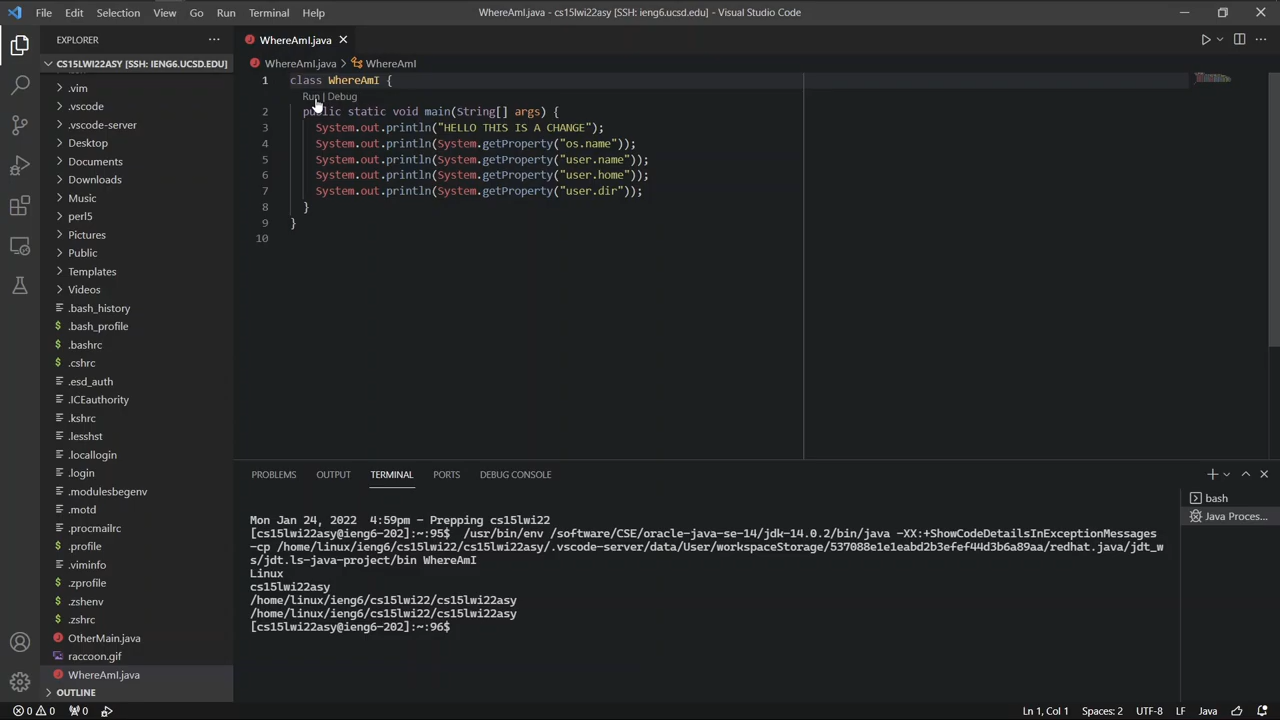 File Edit Selection View Go Run Terminal Help
WhereAmI.java - cs15lwi22asy [SSH: ieng6.ucsd.edu] - Visual Studio Code
EXPLORER
CS15LWI22ASY [SSH: IENG6.UCSD.EDU]
.vim
.vscode
.vscode-server
Desktop
Documents
Downloads
Music
perl5
Pictures
Public
Templates
Videos
.bash_history
.bash_profile
.bashrc
.cshrc
.esd_auth
.ICEauthority
.kshrc
.lesshst
.locallogin
.login
.modulesbegenv
.motd
.procmailrc
.profile
.viminfo
.zprofile
.zshenv
.zshrc
OtherMain.java
raccoon.gif
WhereAmI.java
OUTLINE
WhereAmI.java
WhereAmI.java > WhereAmI
1 class WhereAmI {
Run | Debug
2 public static void main(String[] args) {
3 System.out.println("HELLO THIS IS A CHANGE");
4 System.out.println(System.getProperty("os.name"));
5 System.out.println(System.getProperty("user.name"));
6 System.out.println(System.getProperty("user.home"));
7 System.out.println(System.getProperty("user.dir"));
8 }
9 }
10
PROBLEMS OUTPUT TERMINAL PORTS DEBUG CONSOLE
Mon Jan 24, 2022 4:59pm - Prepping cs15lwi22
[cs15lwi22asy@ieng6-202]:~:95$ /usr/bin/env /software/CSE/oracle-java-se-14/jdk-14.0.2/bin/java -XX:+ShowCodeDetailsInExceptionMessages
-cp /home/linux/ieng6/cs15lwi22/cs15lwi22asy/.vscode-server/data/User/workspaceStorage/537088e1e1eabd2b3efef44d3b6a89aa/redhat.java/jdt_w
s/jdt.ls-java-project/bin WhereAmI
Linux
cs15lwi22asy
/home/linux/ieng6/cs15lwi22/cs15lwi22asy
/home/linux/ieng6/cs15lwi22/cs15lwi22asy
[cs15lwi22asy@ieng6-202]:~:96$
bash
Java Proces...
0 0 0 Ln 1, Col 1 Spaces: 2 UTF-8 LF Java